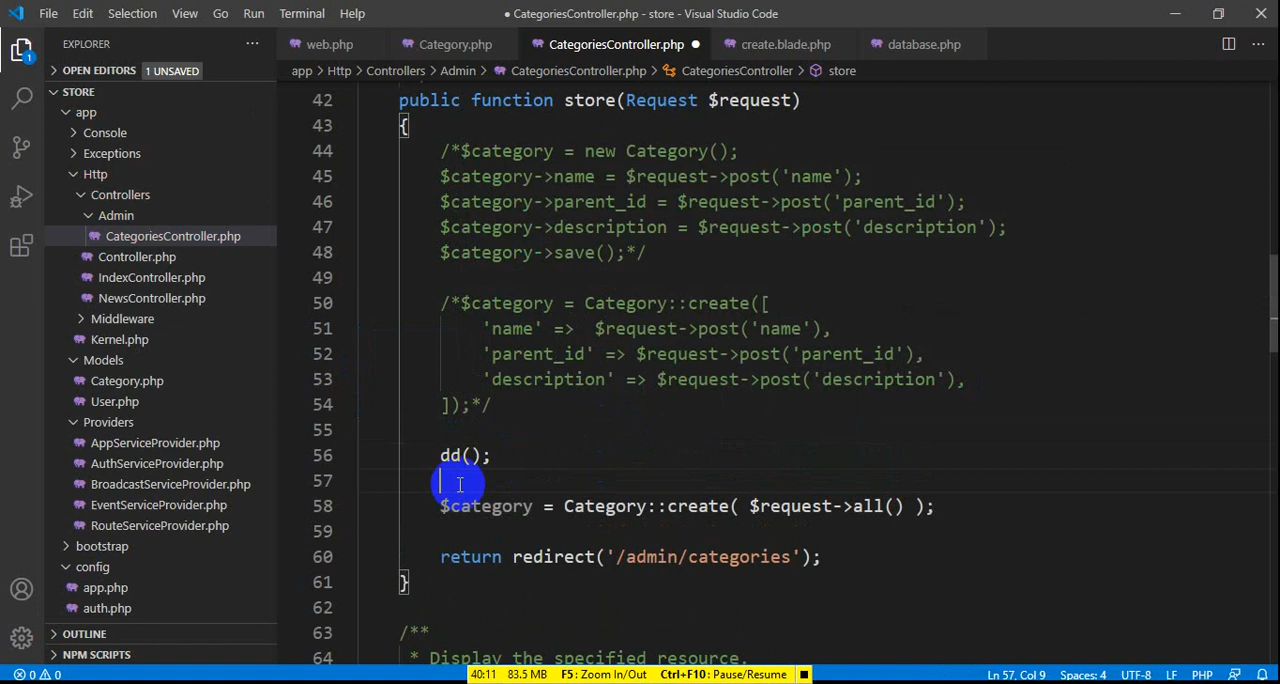 File Edit Selection View Go Run Terminal Help
● CategoriesController.php - store - Visual Studio Code
EXPLORER
web.php
Category.php
CategoriesController.php
create.blade.php
database.php
OPEN EDITORS 1 UNSAVED
app > Http > Controllers > Admin > CategoriesController.php > CategoriesController > store
1
STORE
app
Console
Exceptions
Http
Controllers
Admin
CategoriesController.php
Controller.php
IndexController.php
NewsController.php
Middleware
Kernel.php
Models
Category.php
User.php
Providers
AppServiceProvider.php
AuthServiceProvider.php
BroadcastServiceProvider.php
EventServiceProvider.php
RouteServiceProvider.php
bootstrap
config
app.php
auth.php
OUTLINE
NPM SCRIPTS
42 public function store(Request $request)
43 {
44 /*$category = new Category();
45 $category->name = $request->post('name');
46 $category->parent_id = $request->post('parent_id');
47 $category->description = $request->post('description');
48 $category->save();*/
49
50 /*$category = Category::create([
51 'name' =>  $request->post('name'),
52 'parent_id' => $request->post('parent_id'),
53 'description' => $request->post('description'),
54 ]);*/
55
56 dd();
57
58 $category = Category::create( $request->all() );
59
60 return redirect('/admin/categories');
61 }
62
63 /**
64 * Display the specified resource.
0 0
40:11 83.5 MB F5: Zoom In/Out Ctrl+F10: Pause/Resume
Ln 57, Col 9 Spaces: 4 UTF-8 LF PHP